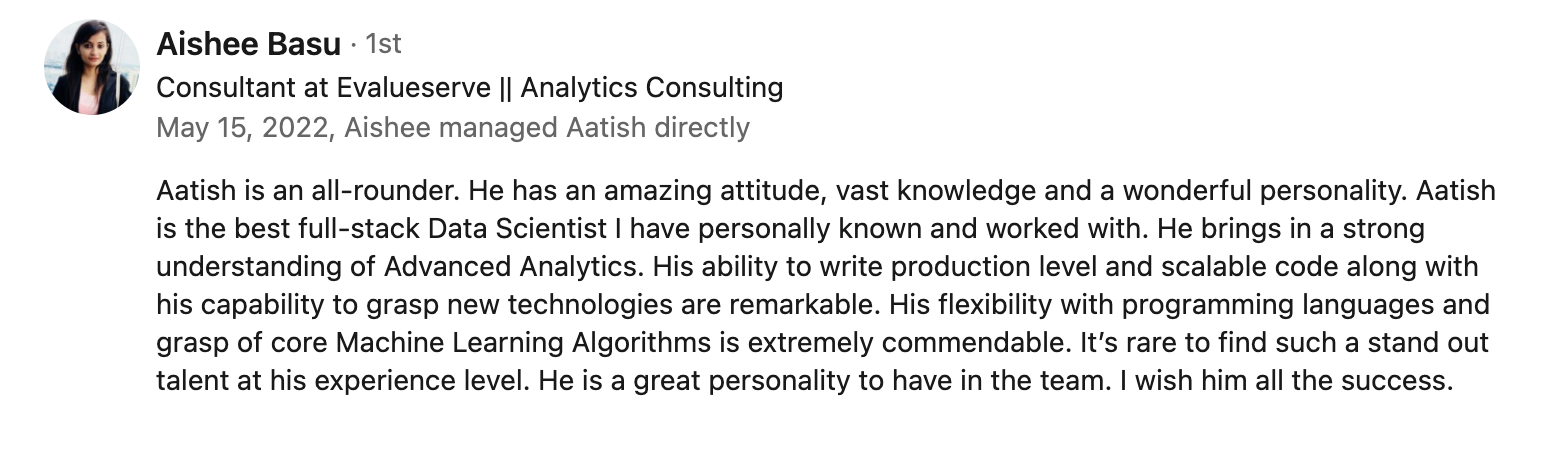 Aishee Basu · 1st
Consultant at Evalueserve || Analytics Consulting
May 15, 2022, Aishee managed Aatish directly
Aatish is an all-rounder. He has an amazing attitude, vast knowledge and a wonderful personality. Aatish
is the best full-stack Data Scientist I have personally known and worked with. He brings in a strong
understanding of Advanced Analytics. His ability to write production level and scalable code along with
his capability to grasp new technologies are remarkable. His flexibility with programming languages and
grasp of core Machine Learning Algorithms is extremely commendable. It’s rare to find such a stand out
talent at his experience level. He is a great personality to have in the team. I wish him all the success.